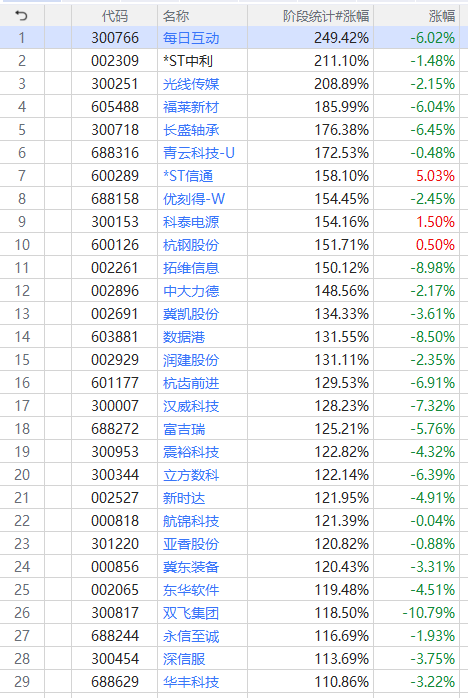 代码 名称 阶段统计#涨幅 涨幅
1 300766 每日互动 249.42% -6.02%
2 002309 *ST中利 211.10% -1.48%
3 300251 光线传媒 208.89% -2.15%
4 605488 福莱新材 185.99% -6.04%
5 300718 长盛轴承 176.38% -6.45%
6 688316 青云科技-U 172.53% -0.48%
7 600289 *ST信通 158.10% 5.03%
8 688158 优刻得-W 154.45% -2.45%
9 300153 科泰电源 154.16% 1.50%
10 600126 杭钢股份 151.71% 0.50%
11 002261 拓维信息 150.12% -8.98%
12 002896 中大力德 148.56% -2.17%
13 002691 冀凯股份 134.33% -3.61%
14 603881 数据港 131.55% -8.50%
15 002929 润建股份 131.11% -2.35%
16 601177 杭齿前进 129.53% -6.91%
17 300007 汉威科技 128.23% -7.32%
18 688272 富吉瑞 125.21% -5.76%
19 300953 震裕科技 122.82% -4.32%
20 300344 立方数科 122.14% -6.39%
21 002527 新时达 121.95% -4.91%
22 000818 航锦科技 121.39% -0.04%
23 301220 亚香股份 120.82% -0.88%
24 000856 冀东装备 120.43% -3.31%
25 002065 东华软件 119.48% -4.51%
26 300817 双飞集团 118.50% -10.79%
27 688244 永信至诚 116.69% -1.93%
28 300454 深信服 113.69% -3.75%
29 688629 华丰科技 110.86% -3.22%